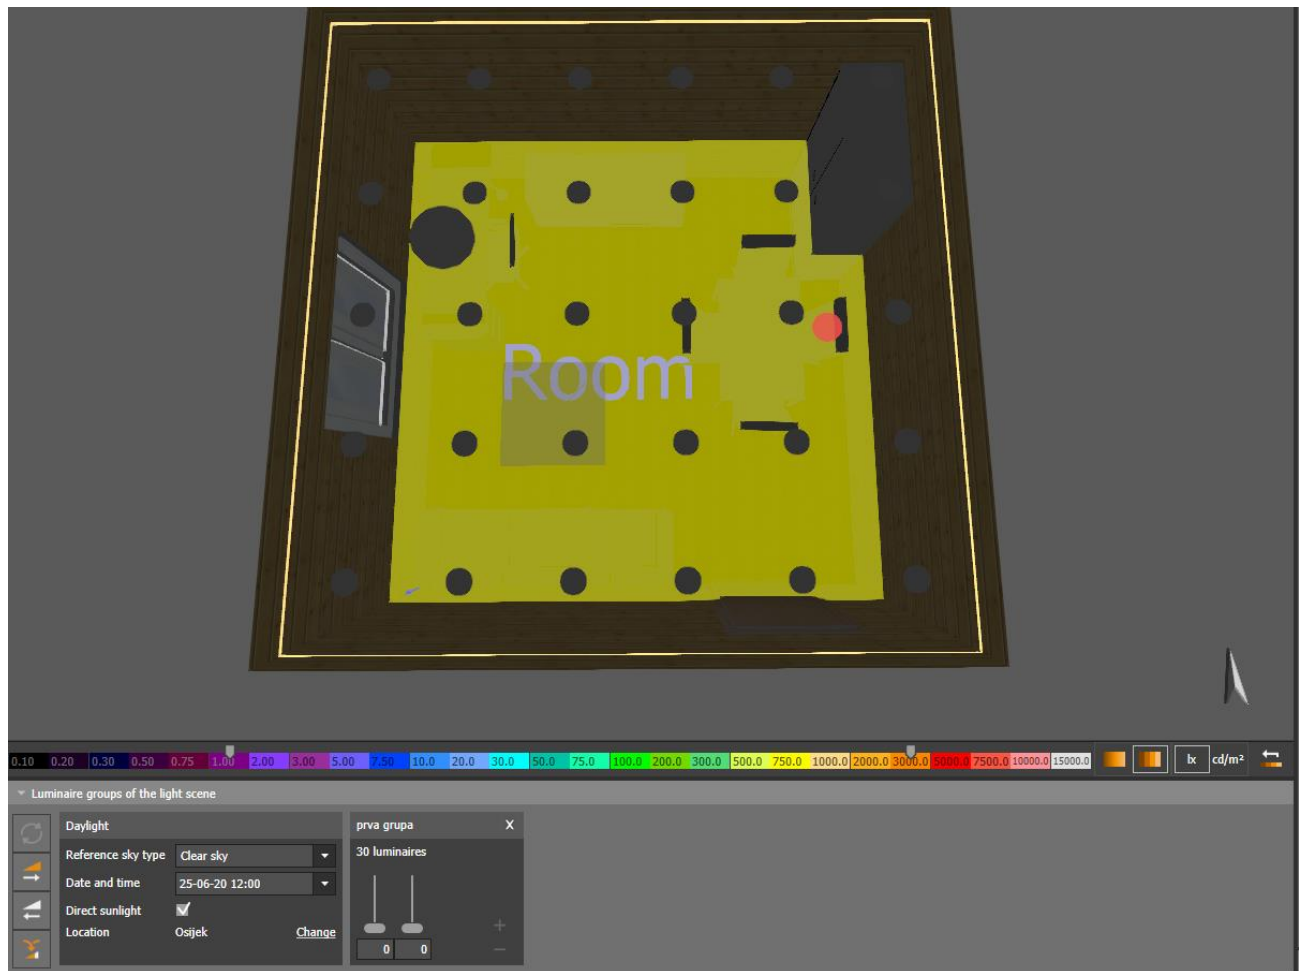 Room
0.10 0.20 0.30 0.50 0.75 1.00 2.00 3.00 5.00 7.50 10.0 20.0 30.0 50.0 75.0 100.0 200.0 300.0 500.0 750.0 1000.0 2000.0 3000.0 5000.0 7500.0 10000.0 15000.0 lx cd/m²
Luminaire groups of the light scene
Daylight
Reference sky type Clear sky
Date and time 25-06-20 12:00
Direct sunlight
Location Osijek Change
prva grupa X
30 luminaires
0 0